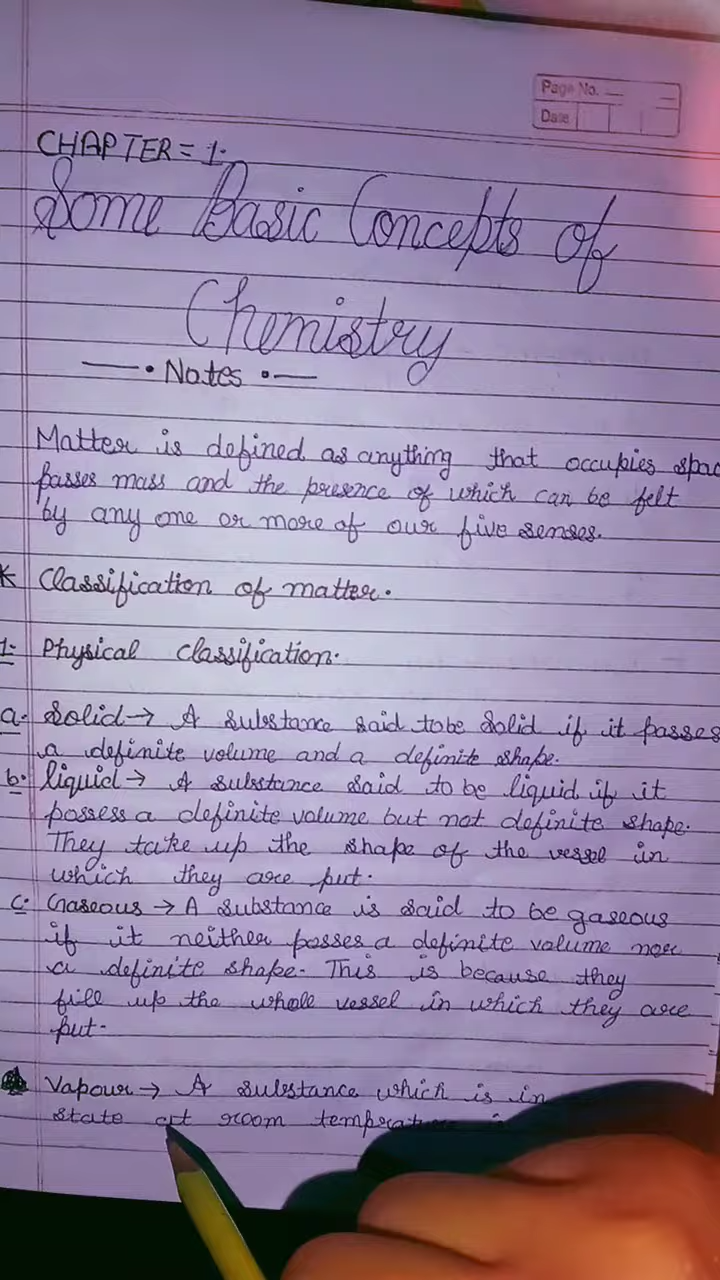 Page No.
Date
CHAPTER = 1:
Some Basic Concepts of
Chemistry
Notes
Matter is defined as anything that occupies spac
passes mass and the presence of which can be felt
by any one or more of our five senses.
* Classification of matter.
1: Physical classification.
a. Solid → A substance said to be Solid if it passes
a definite volume and a definite shape.
b. liquid → A substance said to be liquid if it
possess a definite volume but not definite shape.
They take up the shape of the vessel in
which they are put.
c: Gaseous → A substance is said to be gaseous
if it neither posses a definite volume nor
a definite shape. This is because they
fill up the whole vessel in which they are
put.
Vapour → A substance which is in
state at room